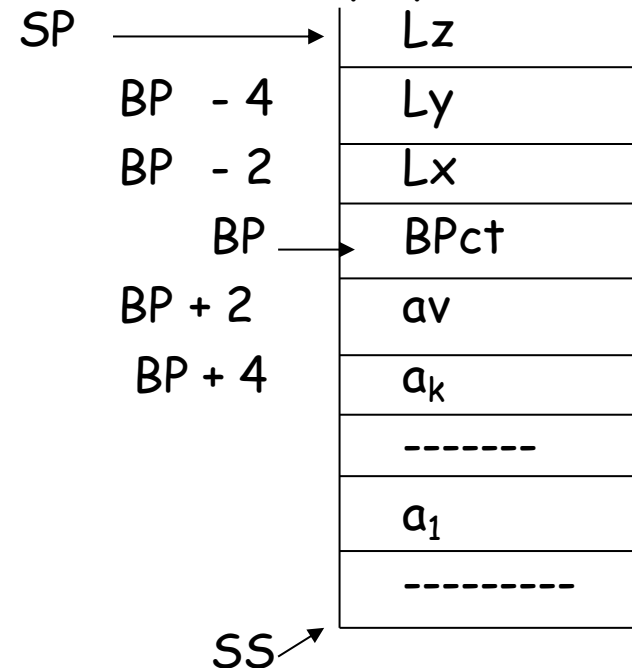 SP Lz
BP - 4 Ly
BP - 2 Lx
BP BPct
BP + 2 av
BP + 4 aₖ
-------
a₁
---------
SS